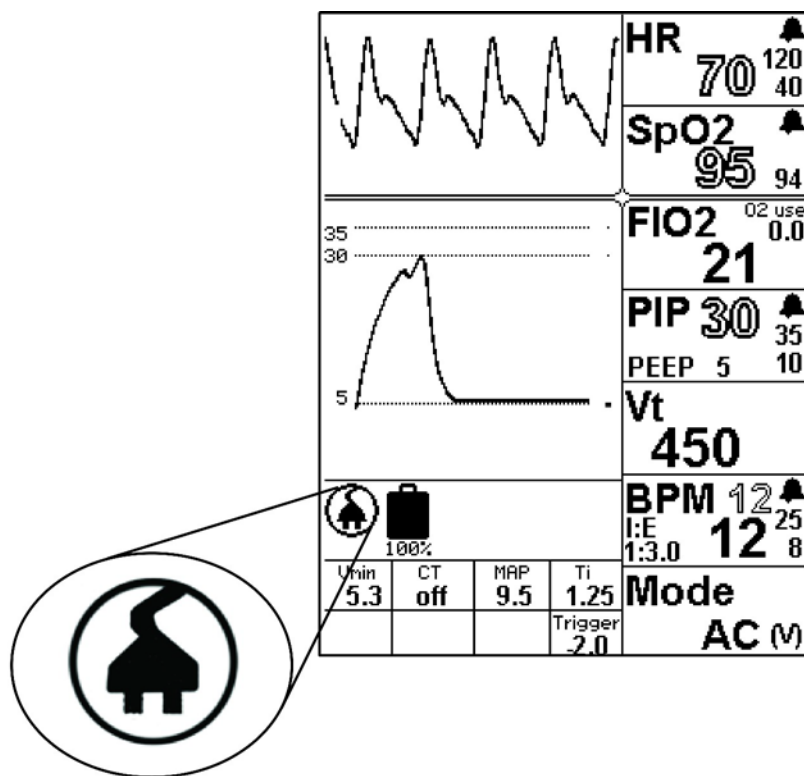 HR
70
120
40
SpO2
95
94
35
30
5
FIO2
O2 use
0.0
21
PIP 30
35
PEEP 5
10
Vt
450
100%
BPM 12
25
I:E
1:3.0
12
8
Vmin CT MAP Ti
5.3 off 9.5 1.25
Trigger
-2.0
Mode
AC (V)